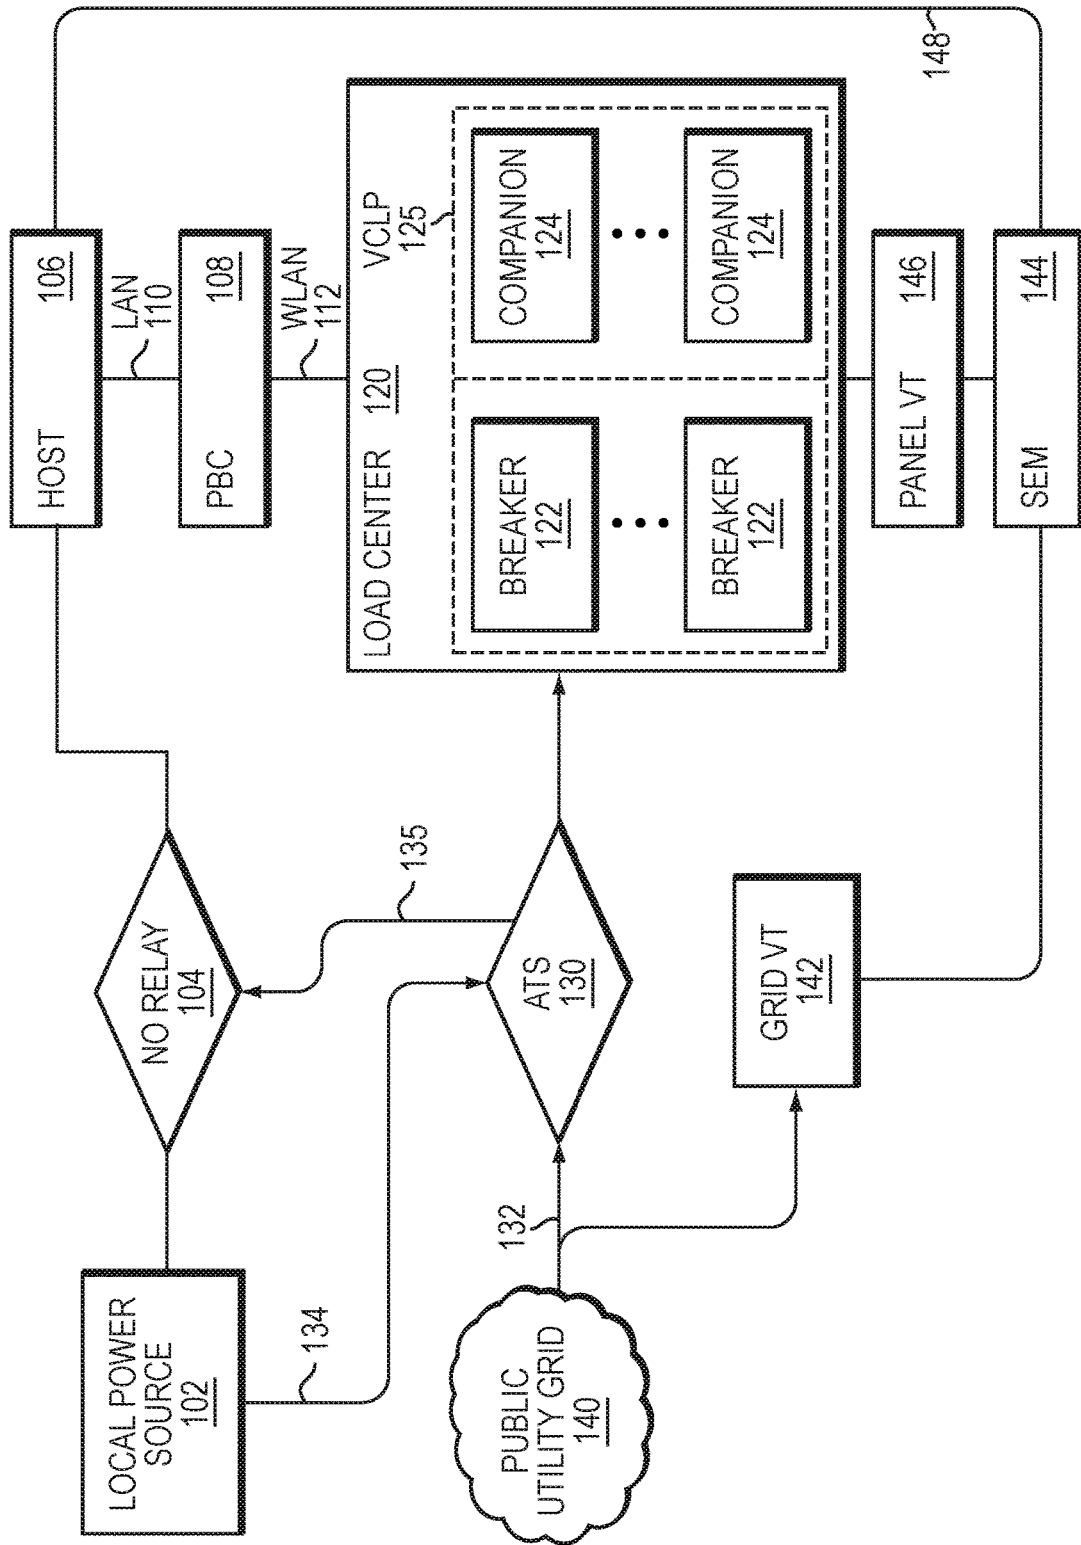 LOCAL POWER
SOURCE
102
NO RELAY
104
HOST
106
LAN
110
PBC
108
WLAN
112
134
135
148
PUBLIC
UTILITY GRID
140
132
ATS
130
LOAD CENTER
120
VCLP
125
BREAKER
122
COMPANION
124
BREAKER
122
COMPANION
124
GRID VT
142
PANEL VT
146
SEM
144